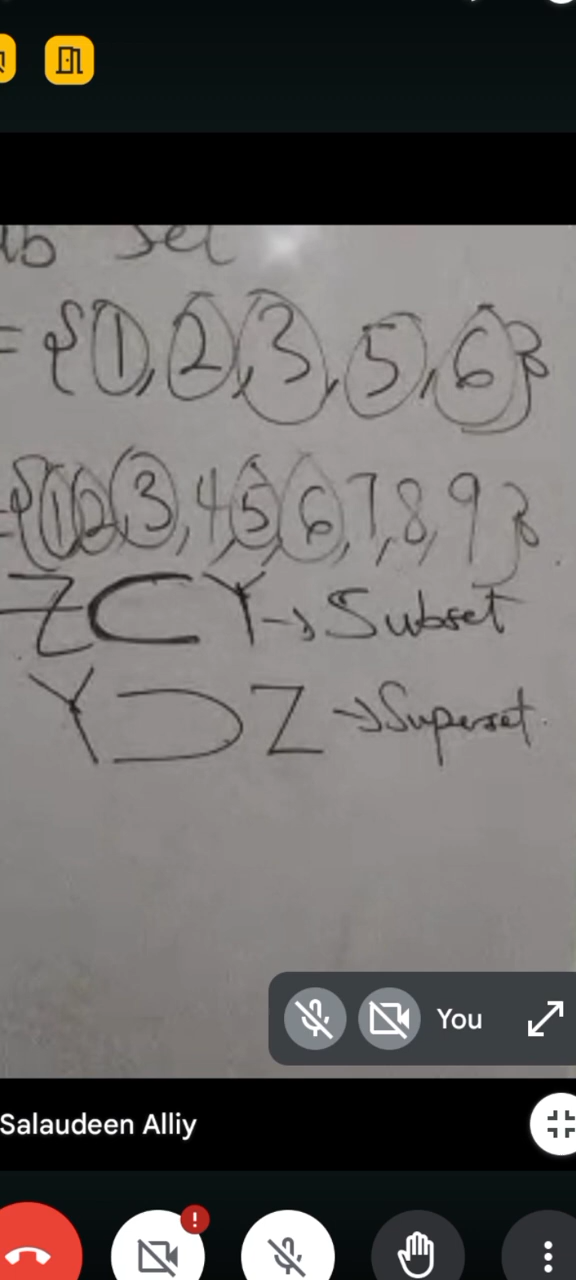 Set
= {1, 2, 3, 5, 6}
= {1, 2, 3, 4, 5, 6, 7, 8, 9}
Z ⊂ Y → Subset
Y ⊃ Z → Superset.
You
Salaudeen Alliy
!